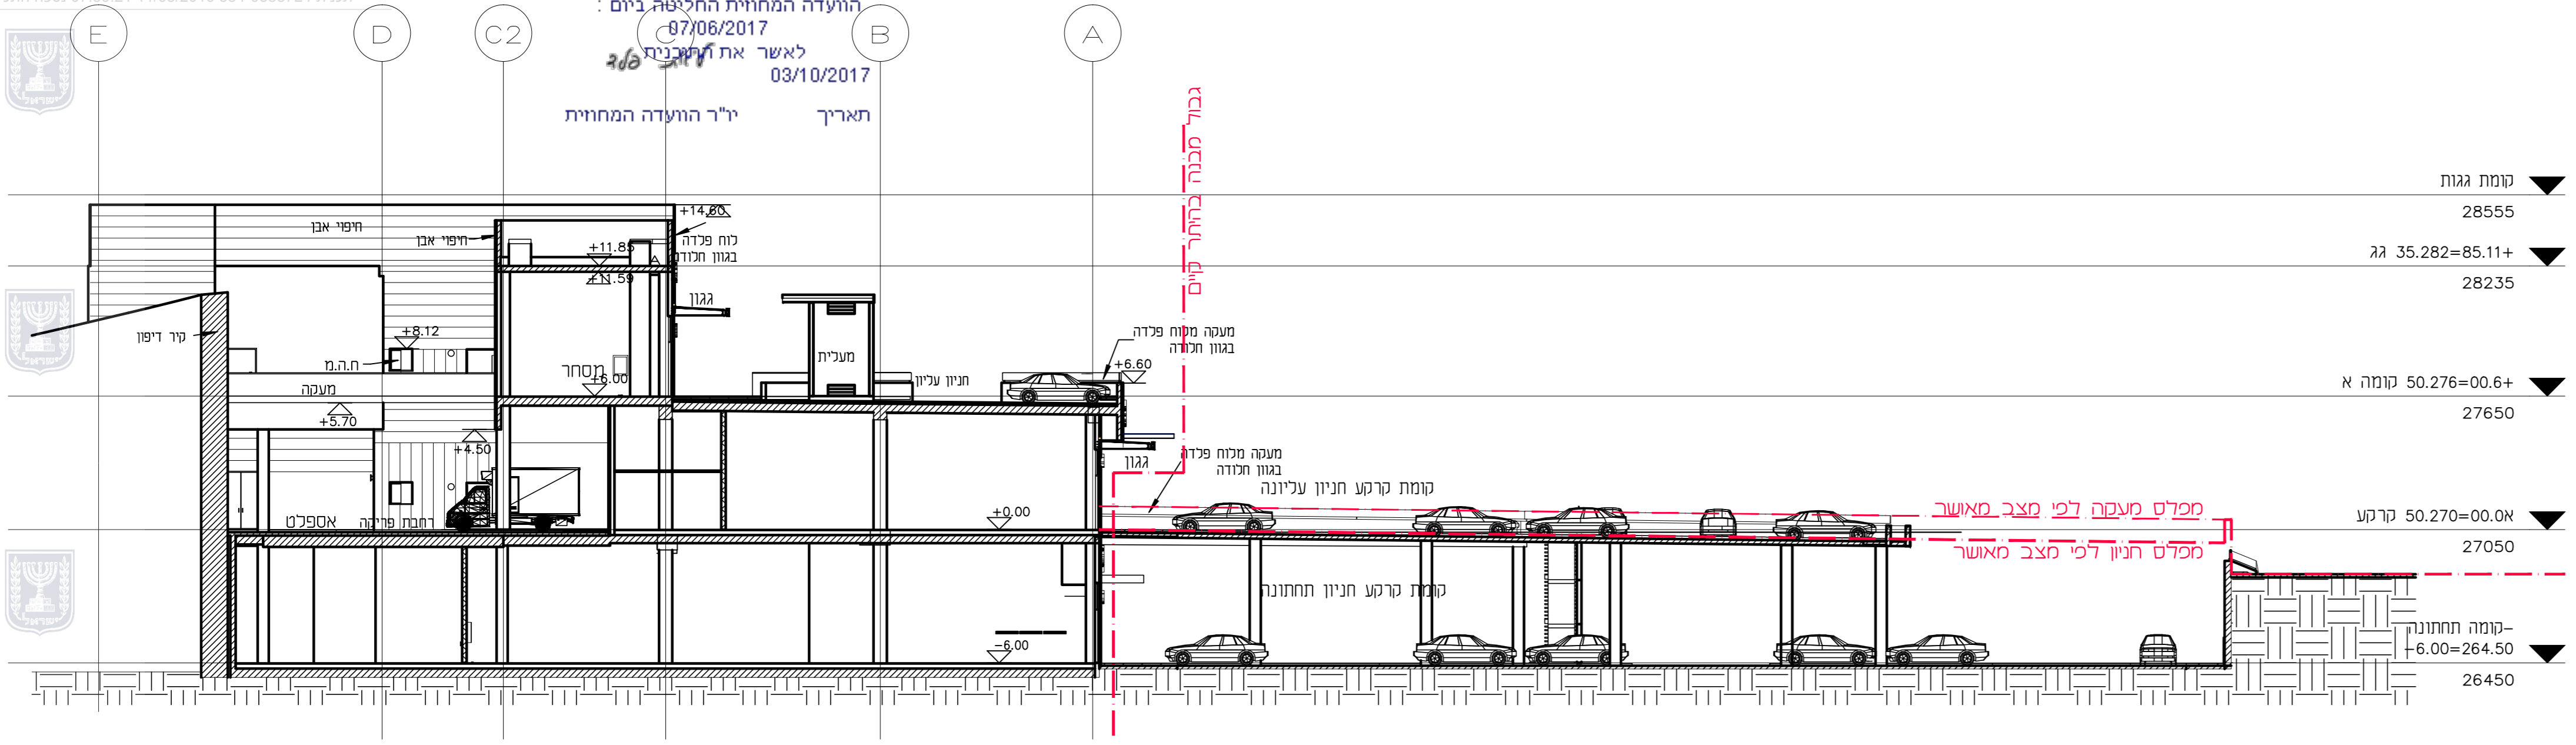 הוועדה המחוזית החליטה ביום :
07/06/2017
לאשר את התוכנית
03/10/2017
תאריך
יו"ר הוועדה המחוזית
E
D
C2
C
B
A
גבול מבנה בהיתר קיים
קומת גגות
28555
35.282=85.11+ גג
28235
50.276=00.6+ קומה א
27650
50.270=00.0א קרקע
27050
קומה תחתונה-
-6.00=264.50
26450
חיפוי אבן
חיפוי אבן
+14.60
לוח פלדה
בגוון חלודה
+11.85
+11.59
גגון
קיר דיפון
+8.12
ח.ה.מ
מעקה
מסחר
+6.00
מעלית
חניון עליון
מעקה מלוח פלדה
בגוון חלודה
+6.60
+5.70
+4.50
גגון
מעקה מלוח פלדה
בגוון חלודה
קומת קרקע חניון עליונה
אספלט
רחבת פריקה
+0.00
מפלס מעקה לפי מצב מאושר
מפלס חניון לפי מצב מאושר
קומת קרקע חניון תחתונה
-6.00